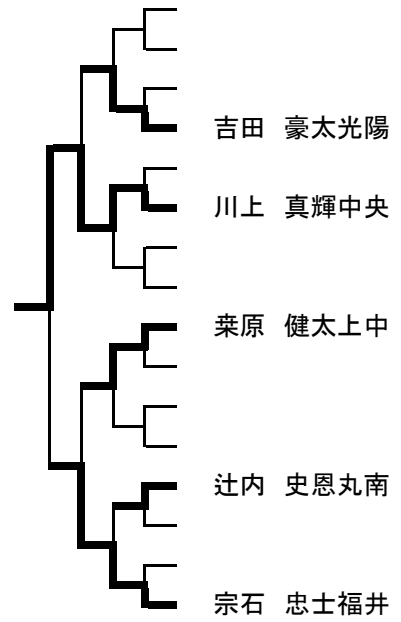 吉田 豪太光陽
川上 真輝中央
桒原 健太上中
辻内 史恩丸南
宗石 忠士福井